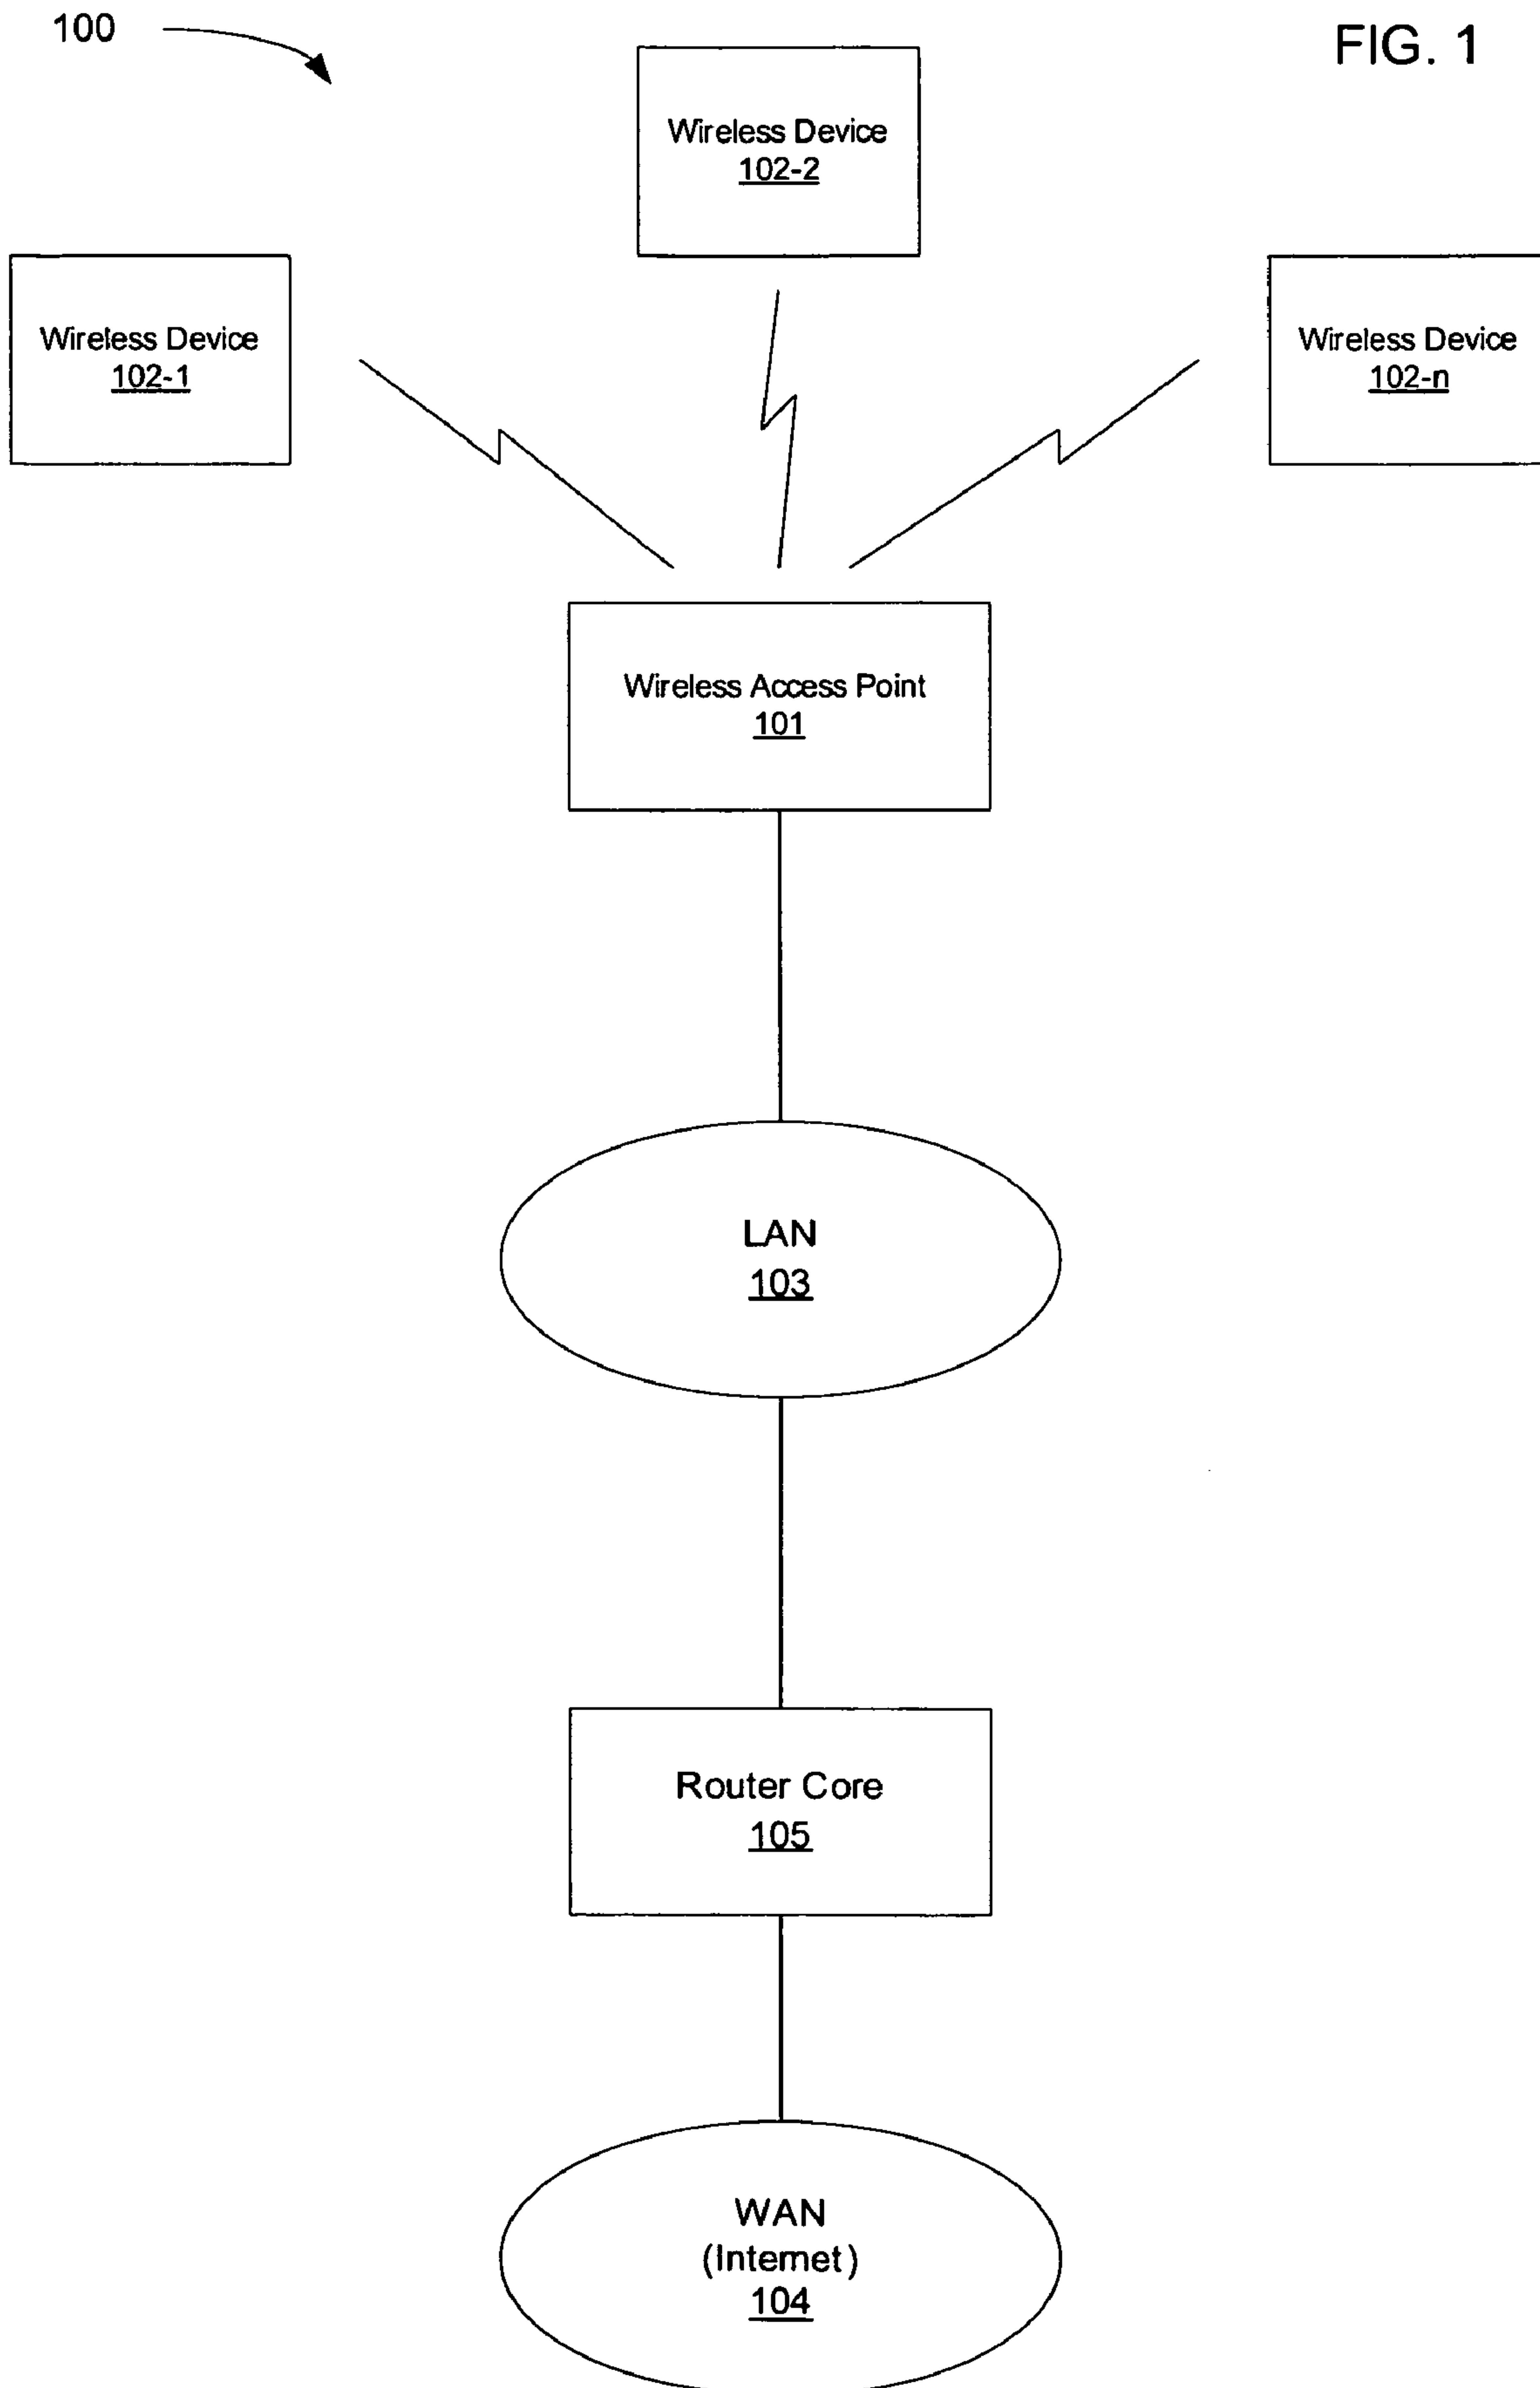 100
FIG. 1
Wireless Device
102-2
Wireless Device
102-1
Wireless Device
102-n
Wireless Access Point
101
LAN
103
Router Core
105
WAN
(Internet)
104